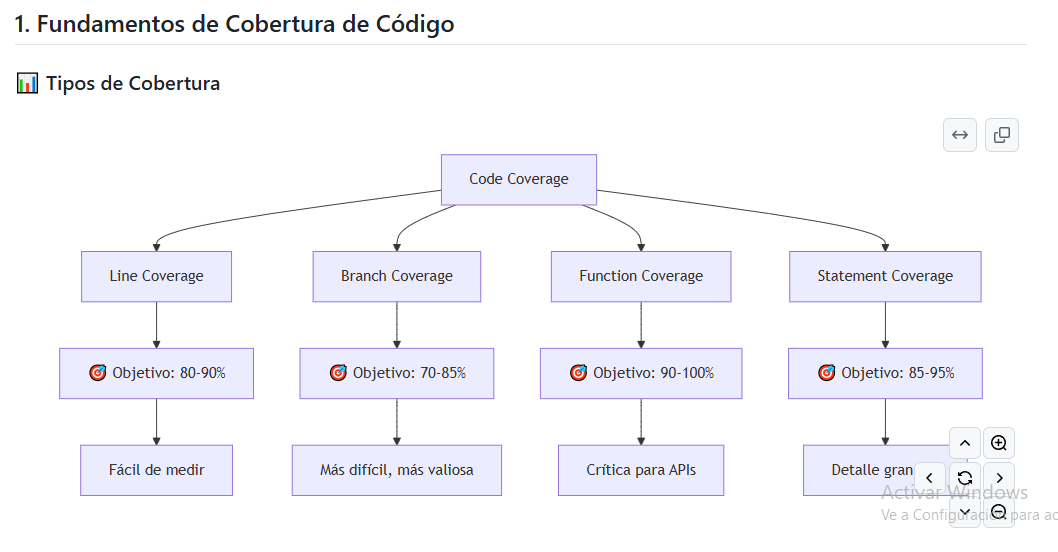 1. Fundamentos de Cobertura de Código
📊 Tipos de Cobertura
Code Coverage
Line Coverage
Branch Coverage
Function Coverage
Statement Coverage
🎯 Objetivo: 80-90%
🎯 Objetivo: 70-85%
🎯 Objetivo: 90-100%
🎯 Objetivo: 85-95%
Fácil de medir
Más difícil, más valiosa
Crítica para APIs
Detalle
Activar Windows
Ve a Configuración para